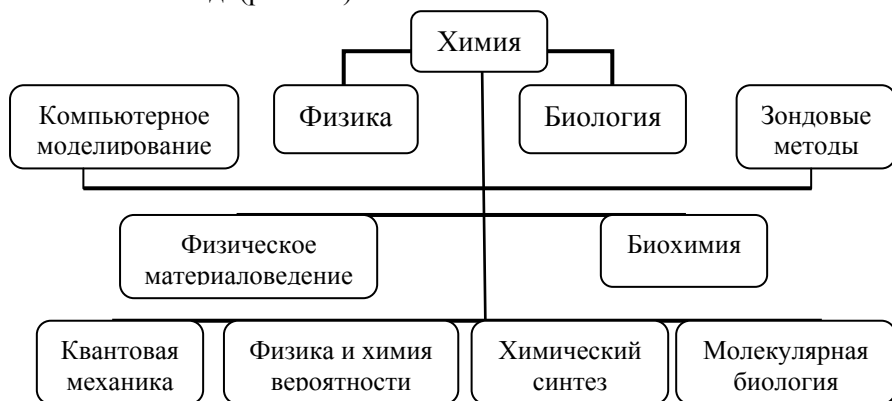 Химия
Физика
Биология
Компьютерное
моделирование
Зондовые
методы
Физическое
материаловедение
Биохимия
Квантовая
механика
Физика и химия
вероятности
Химический
синтез
Молекулярная
биология